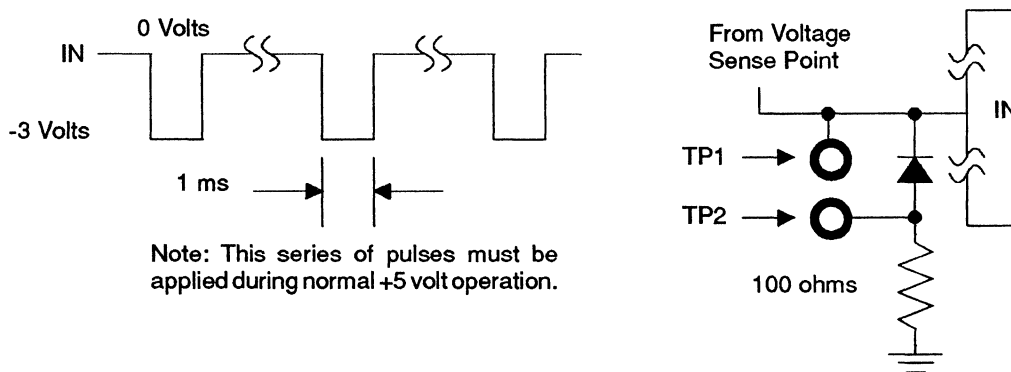 0 Volts
IN
-3 Volts
1 ms
Note: This series of pulses must be
applied during normal +5 volt operation.
From Voltage
Sense Point
IN
TP1
TP2
100 ohms